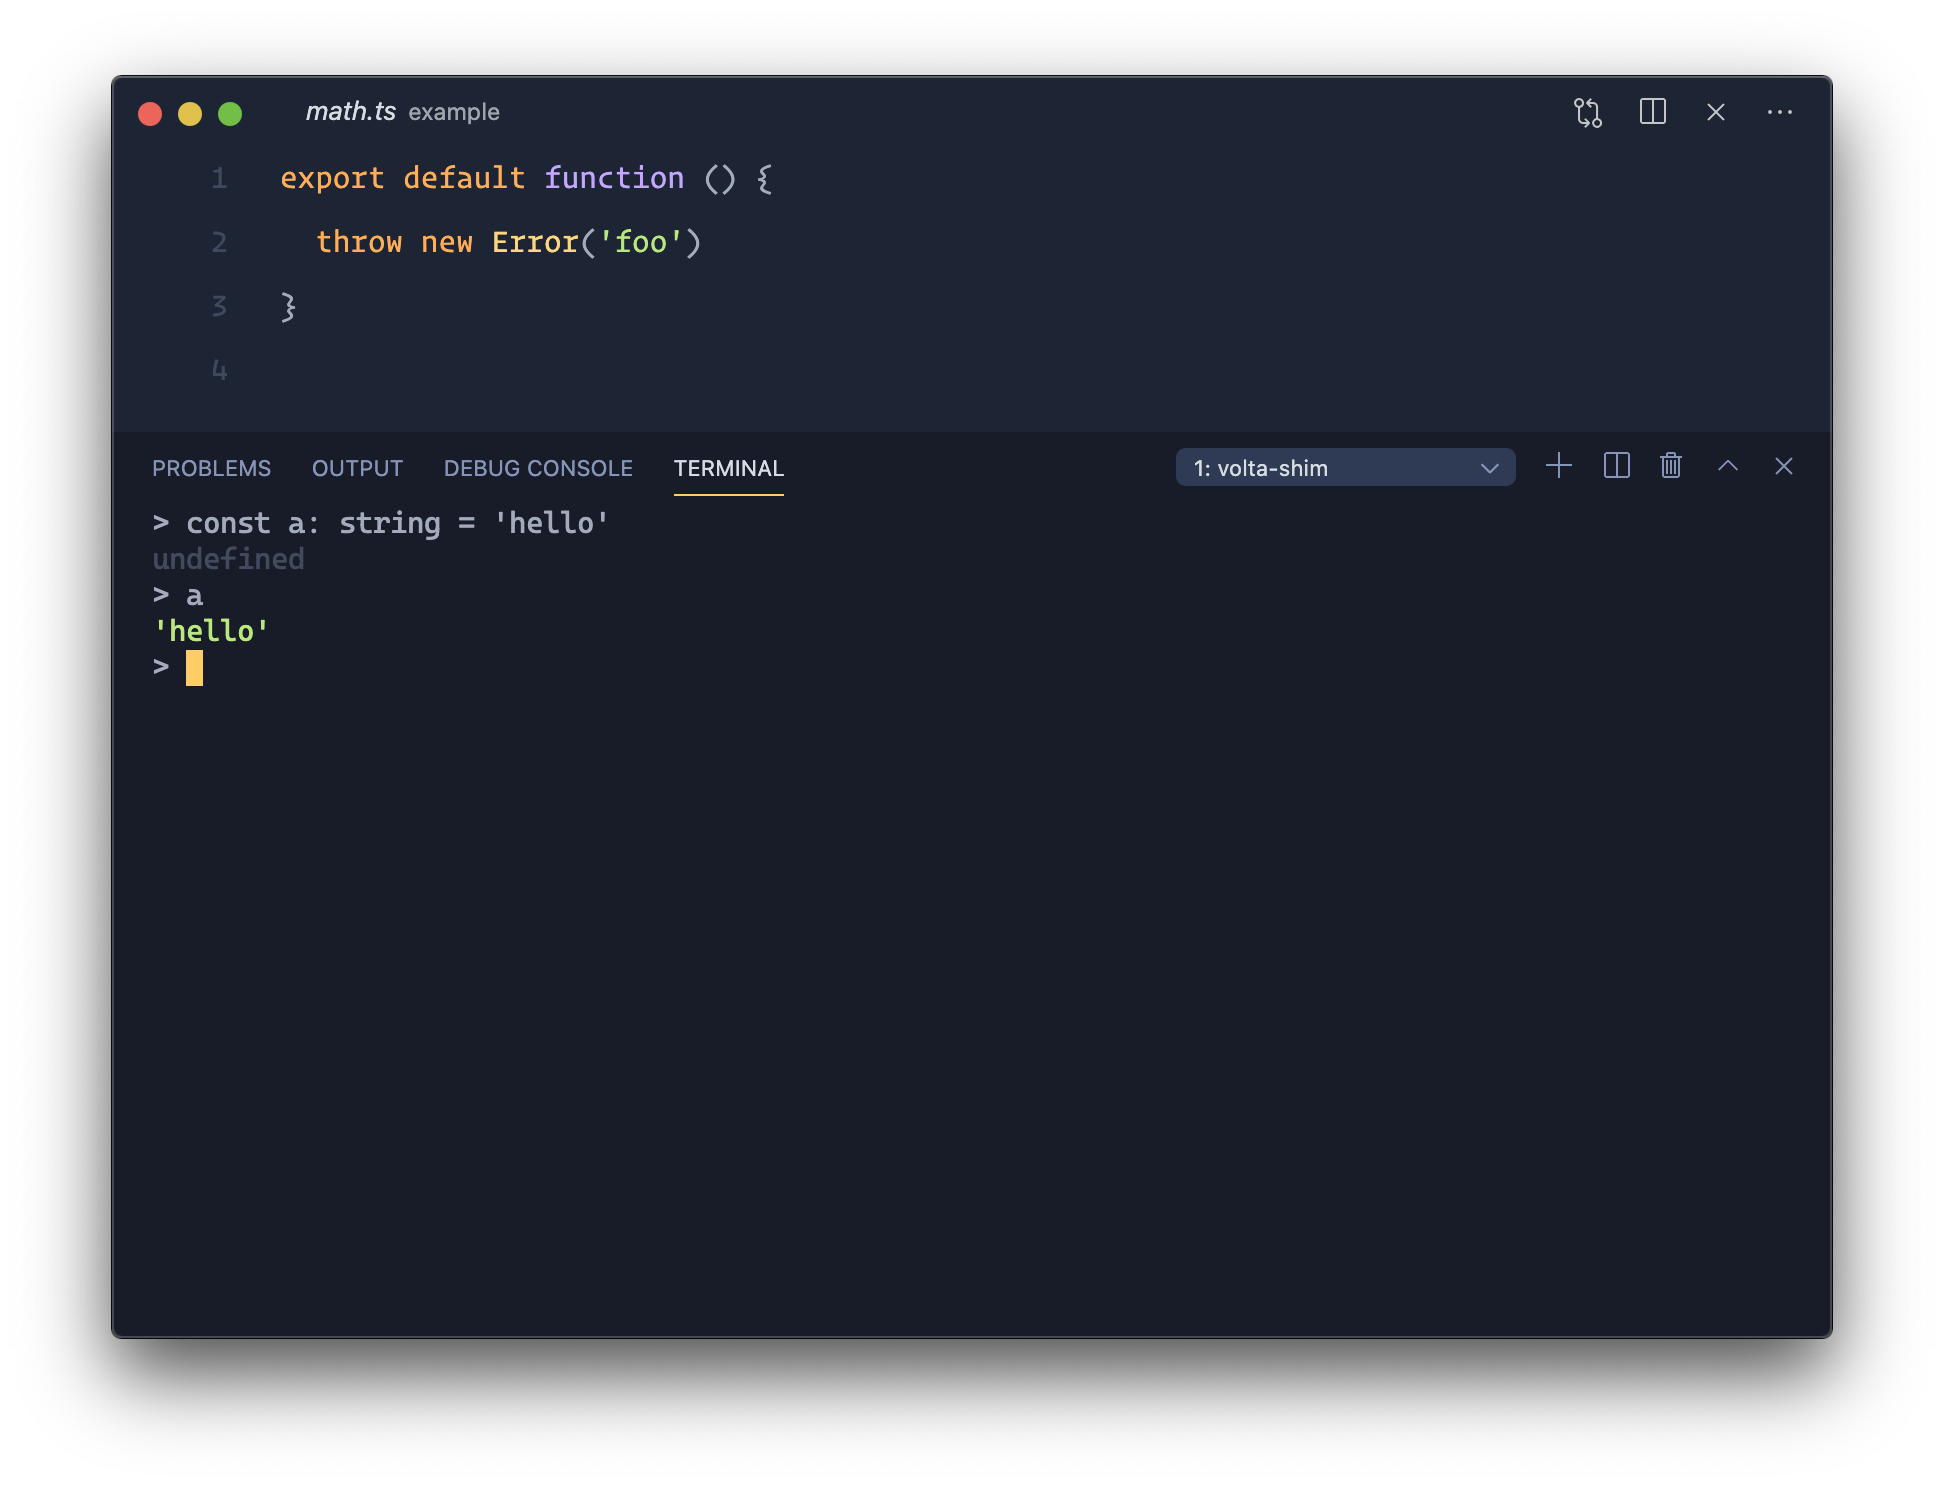 math.ts example
1 export default function () {
2   throw new Error('foo')
3 }
4
PROBLEMS OUTPUT DEBUG CONSOLE TERMINAL 1: volta-shim
> const a: string = 'hello'
undefined
> a
'hello'
>